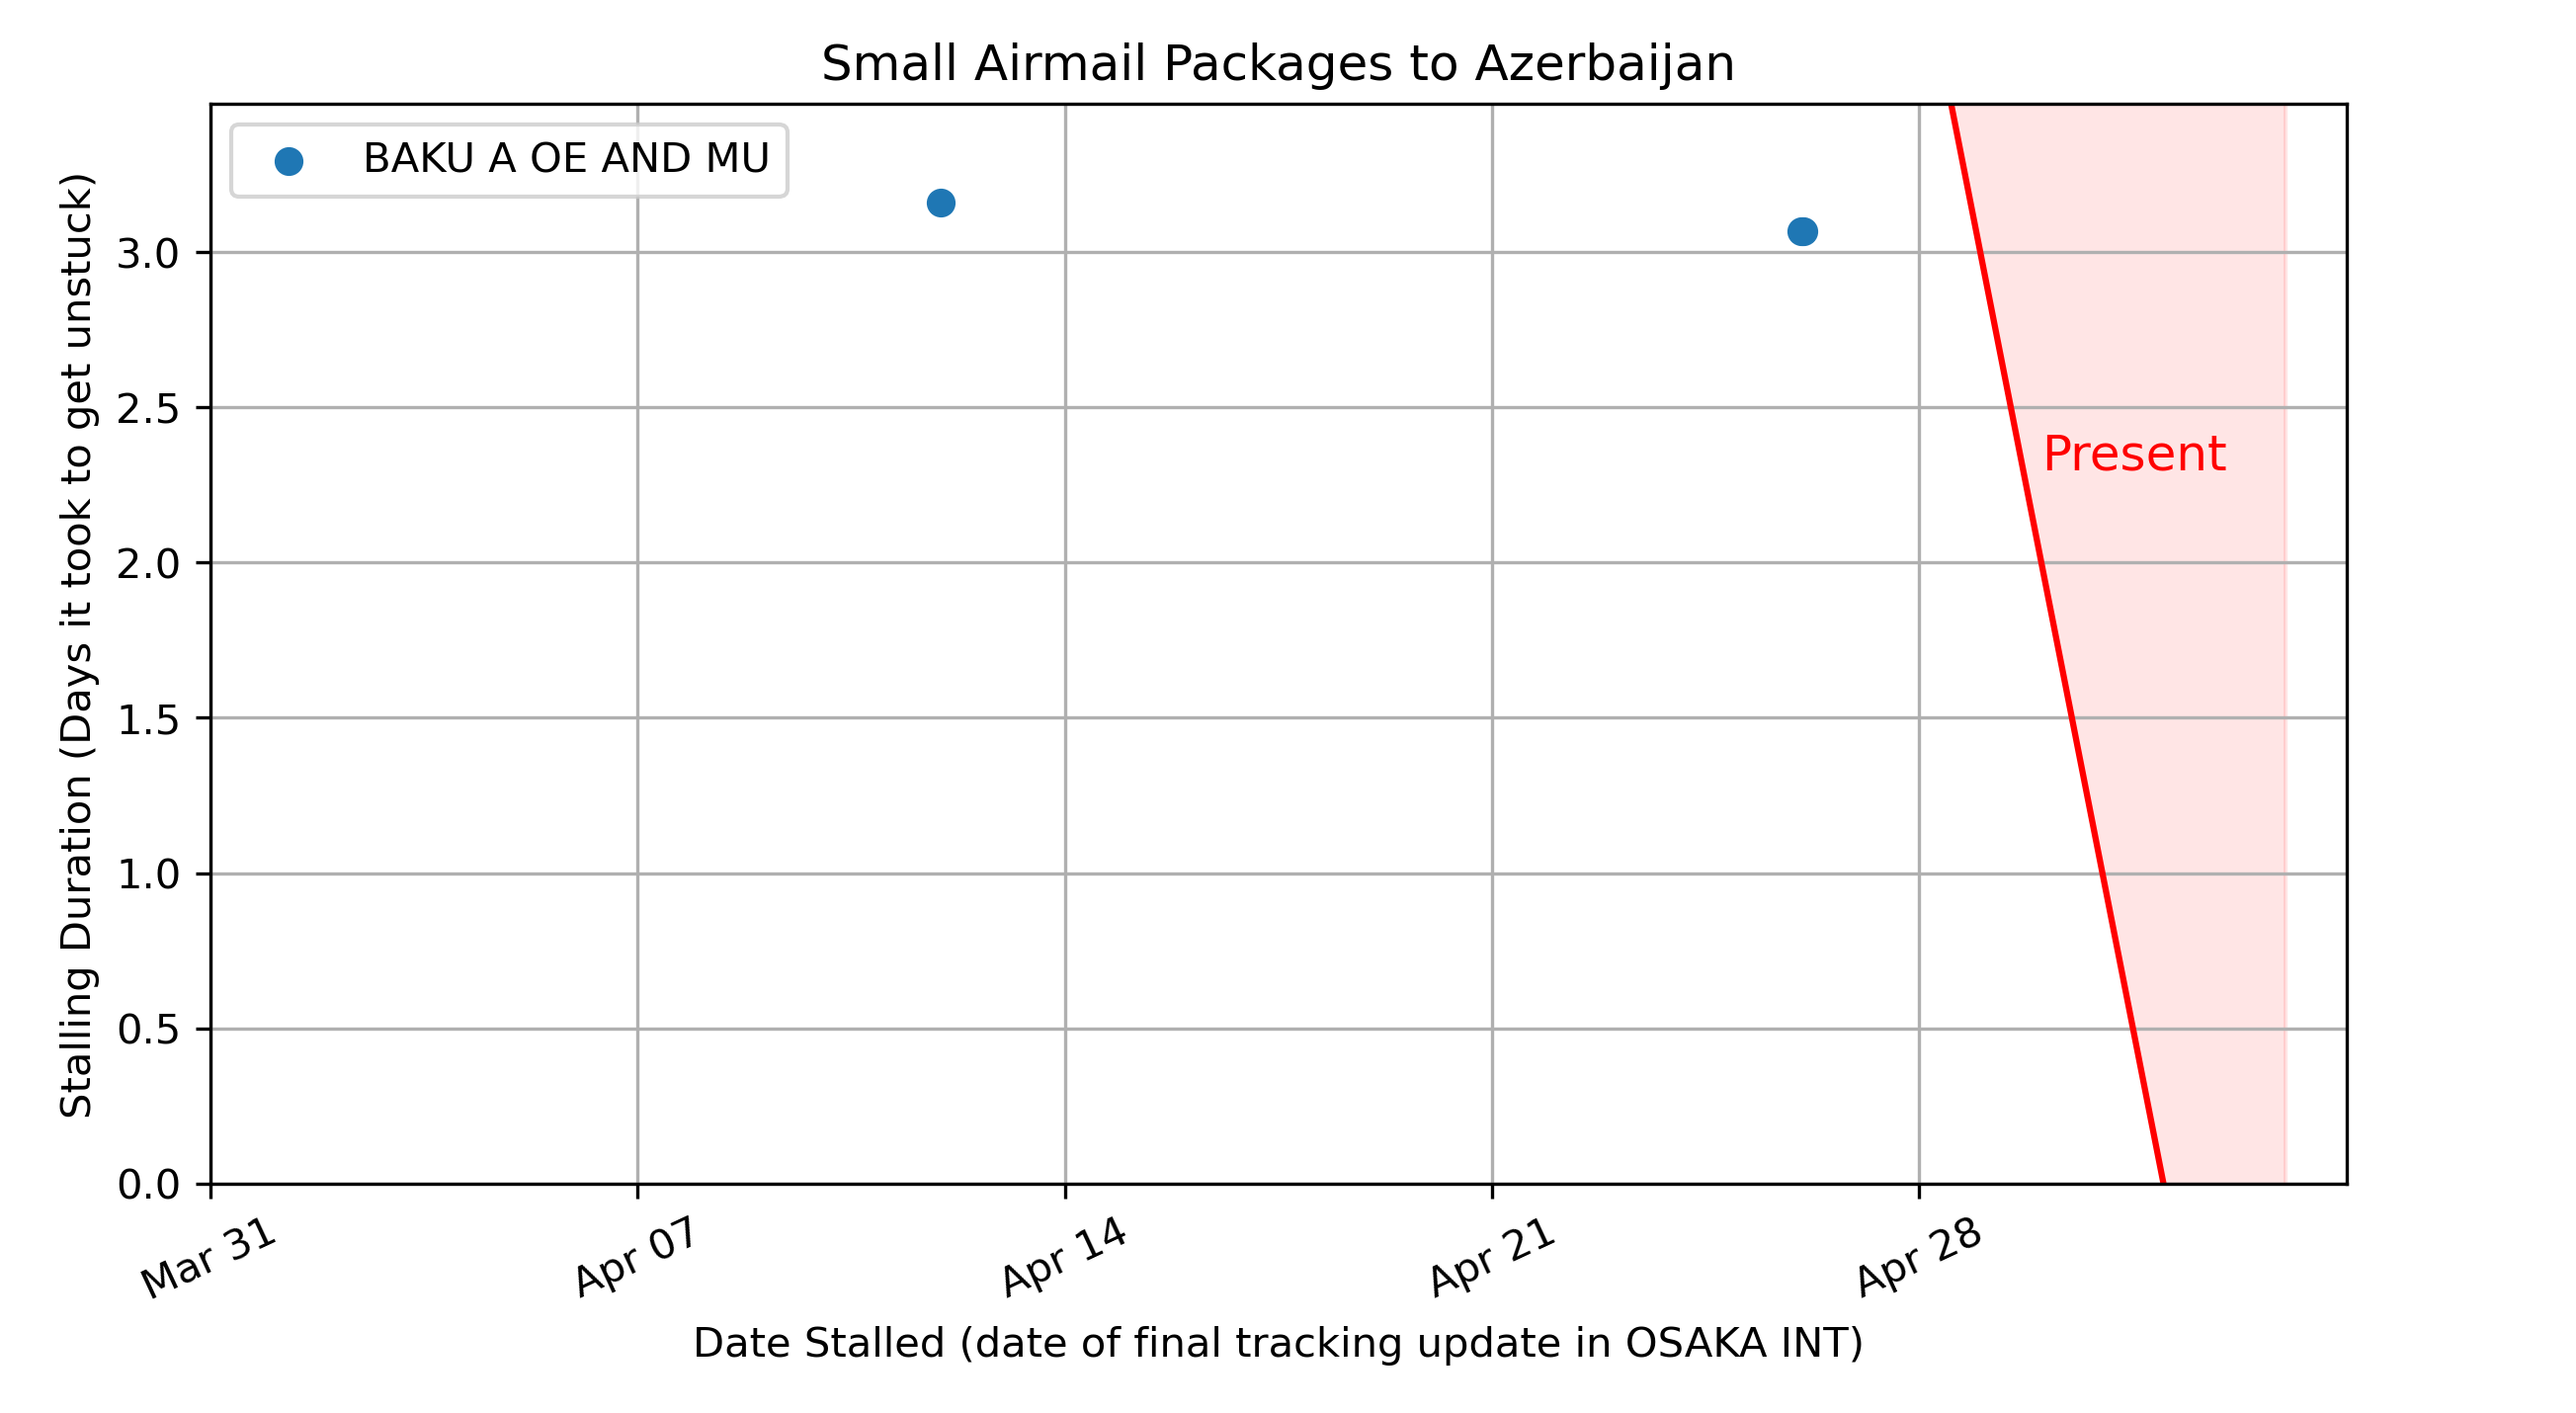 Small Airmail Packages to Azerbaijan
BAKU A OE AND MU
Stalling Duration (Days it took to get unstuck)
3.0
2.5
2.0
1.5
1.0
0.5
0.0
Present
Mar 31
Apr 07
Apr 14
Apr 21
Apr 28
Date Stalled (date of final tracking update in OSAKA INT)